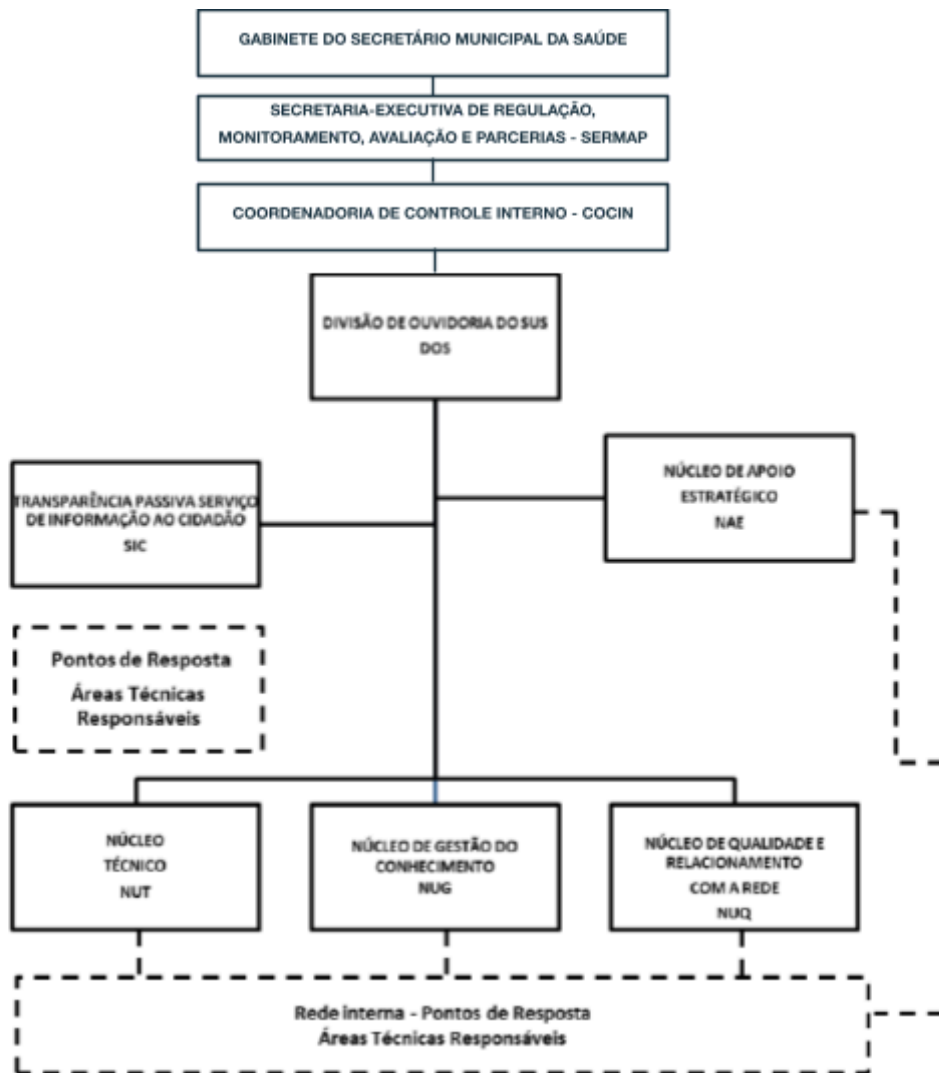 GABINETE DO SECRETÁRIO MUNICIPAL DA SAÚDE
SECRETARIA-EXECUTIVA DE REGULAÇÃO,
MONITORAMENTO, AVALIAÇÃO E PARCERIAS - SERMAP
COORDENADORIA DE CONTROLE INTERNO - COCIN
DIVISÃO DE OUVIDORIA DO SUS
DOS
NÚCLEO DE APOIO
ESTRATÉGICO
NAE
TRANSPARÊNCIA PASSIVA SERVIÇO
DE INFORMAÇÃO AO CIDADÃO
SIC
Pontos de Resposta
Áreas Técnicas
Responsáveis
NÚCLEO
TÉCNICO
NUT
NÚCLEO DE GESTÃO DO
CONHECIMENTO
NUG
NÚCLEO DE QUALIDADE E
RELACIONAMENTO
COM A REDE
NUQ
Rede interna - Pontos de Resposta
Áreas Técnicas Responsáveis